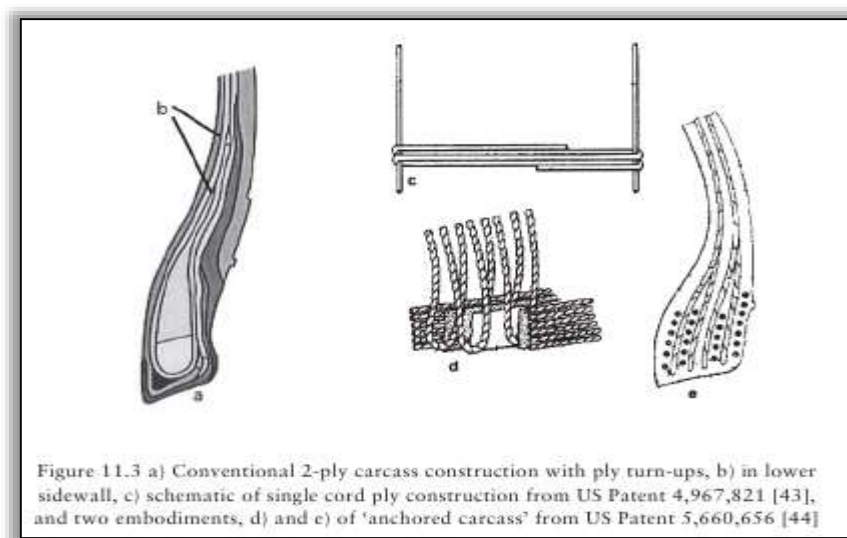 b
c
d
a
e
Figure 11.3 a) Conventional 2-ply carcass construction with ply turn-ups, b) in lower
sidewall, c) schematic of single cord ply construction from US Patent 4,967,821 [43],
and two embodiments, d) and e) of 'anchored carcass' from US Patent 5,660,656 [44]